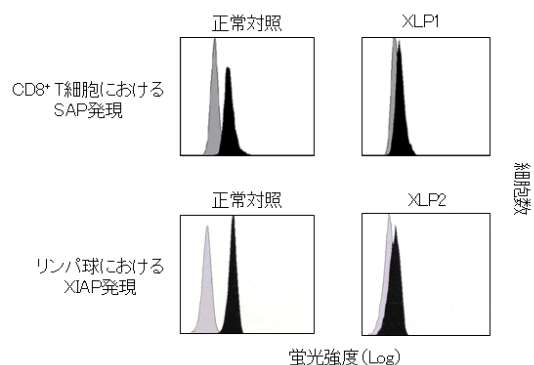 正常対照
XLP1
CD8+ T細胞における
SAP発現
正常対照
XLP2
リンパ球における
XIAP発現
細胞数
蛍光強度(Log)